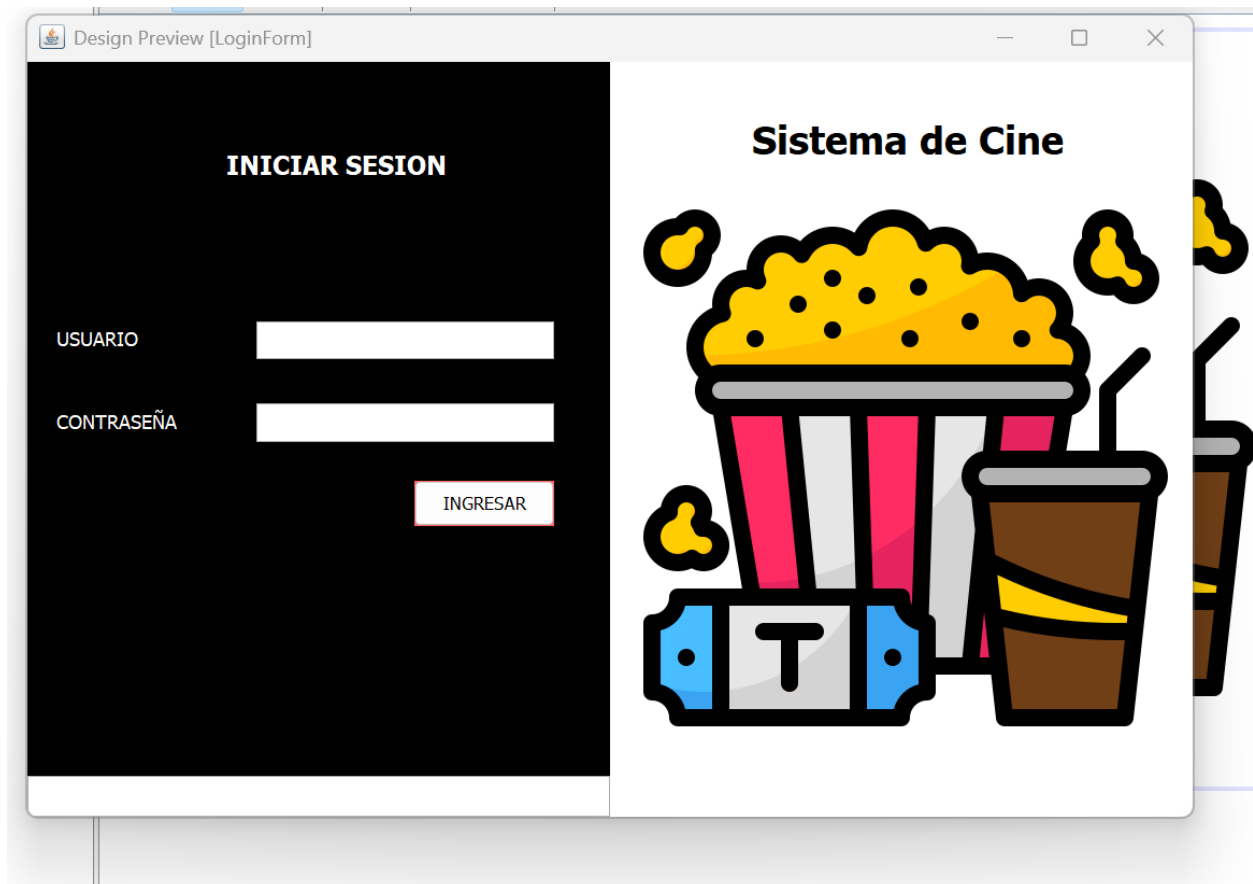 Design Preview [LoginForm]
INICIAR SESION
USUARIO
CONTRASEÑA
INGRESAR
Sistema de Cine
T